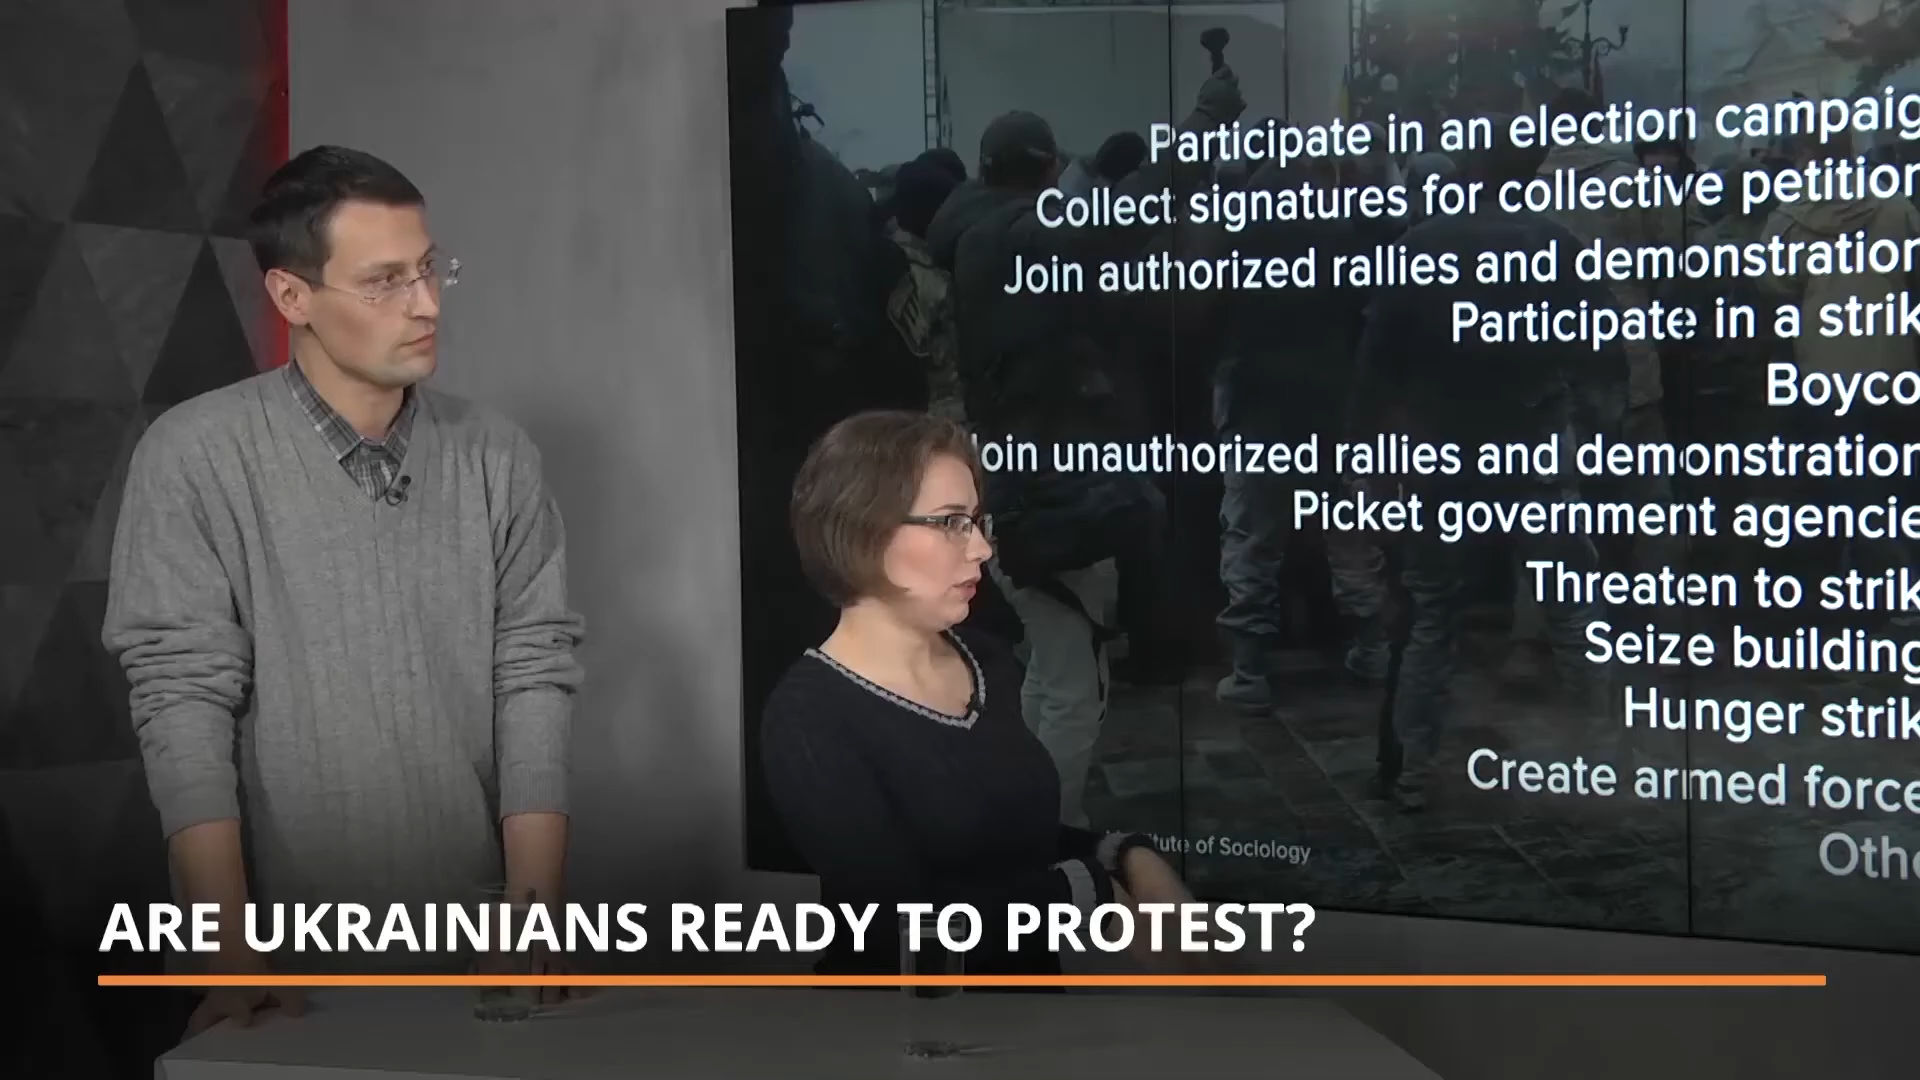 Participate in an election campaig
Collect signatures for collective petition
Join authorized rallies and demonstration
Participate in a strik
Boyco
oin unauthorized rallies and demonstration
Picket government agencie
Threaten to strik
Seize building
Hunger strik
Create armed force
Othe
of Sociology
ARE UKRAINIANS READY TO PROTEST?